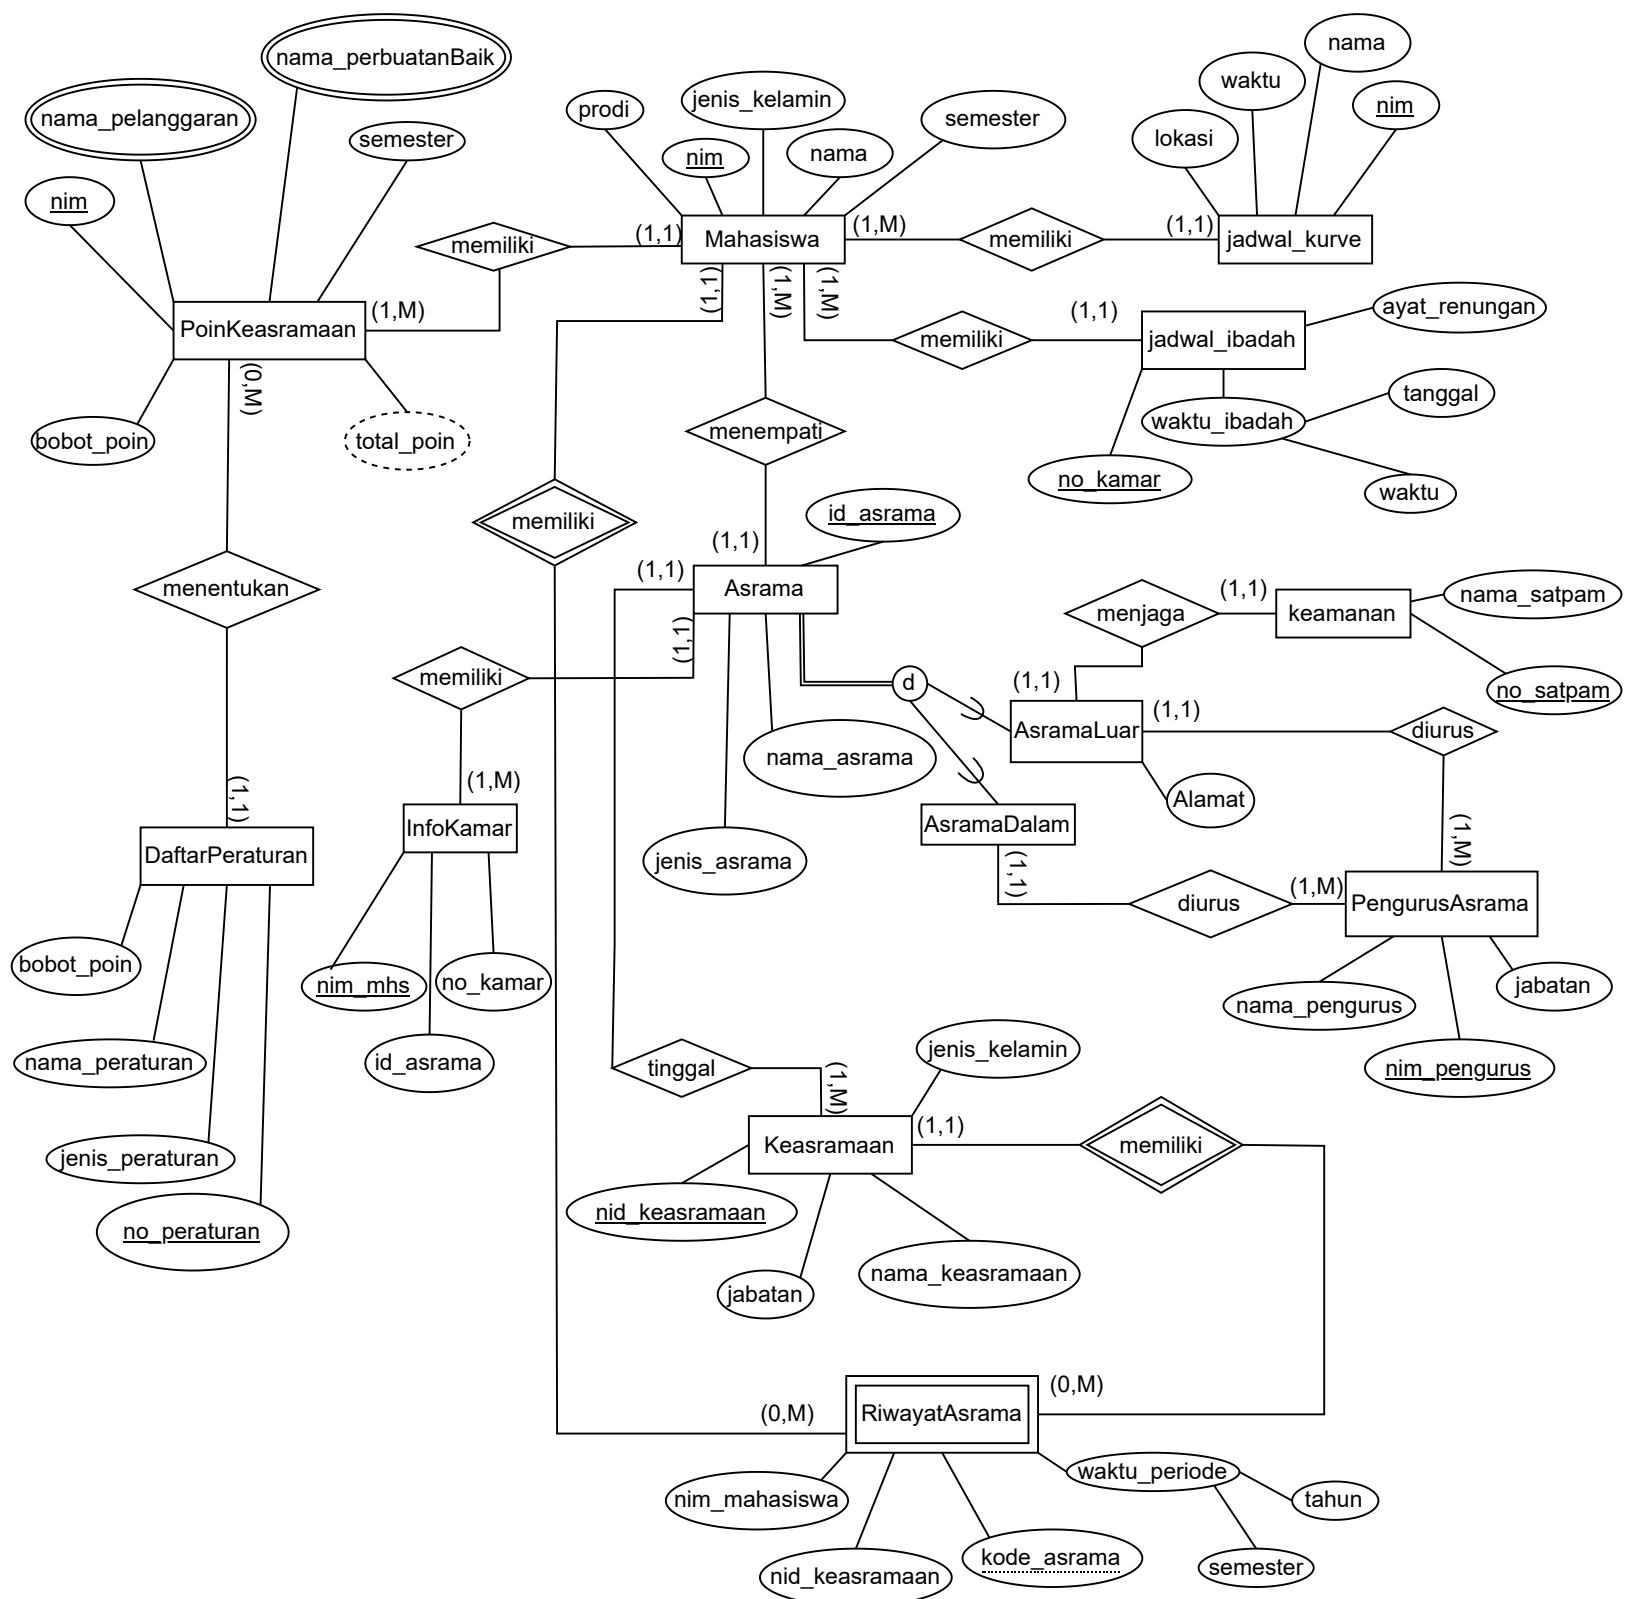 nama_perbuatanBaik
nama_pelanggaran
semester
nim
prodi
jenis_kelamin
nim
nama
semester
nama
waktu
nim
lokasi
memiliki
(1,1)
Mahasiswa
(1,M)
memiliki
(1,1)
jadwal_kurve
(1,1)
(1,M)
(1,M)
PoinKeasramaan
(1,M)
(0,M)
bobot_poin
total_poin
memiliki
(1,1)
jadwal_ibadah
ayat_renungan
waktu_ibadah
tanggal
waktu
no_kamar
menempati
memiliki
id_asrama
(1,1)
(1,1)
Asrama
(1,1)
menentukan
menjaga
(1,1)
keamanan
nama_satpam
no_satpam
memiliki
d
(1,1)
AsramaLuar
(1,1)
diurus
nama_asrama
Alamat
(1,M)
(1,1)
InfoKamar
AsramaDalam
(1,M)
DaftarPeraturan
jenis_asrama
(1,1)
diurus
(1,M)
PengurusAsrama
bobot_poin
nim_mhs
no_kamar
nama_pengurus
jabatan
nama_peraturan
id_asrama
tinggal
(1,M)
jenis_kelamin
nim_pengurus
jenis_peraturan
Keasramaan
(1,1)
memiliki
no_peraturan
nid_keasramaan
jabatan
nama_keasramaan
(0,M)
RiwayatAsrama
(0,M)
nim_mahasiswa
waktu_periode
tahun
nid_keasramaan
kode_asrama
semester